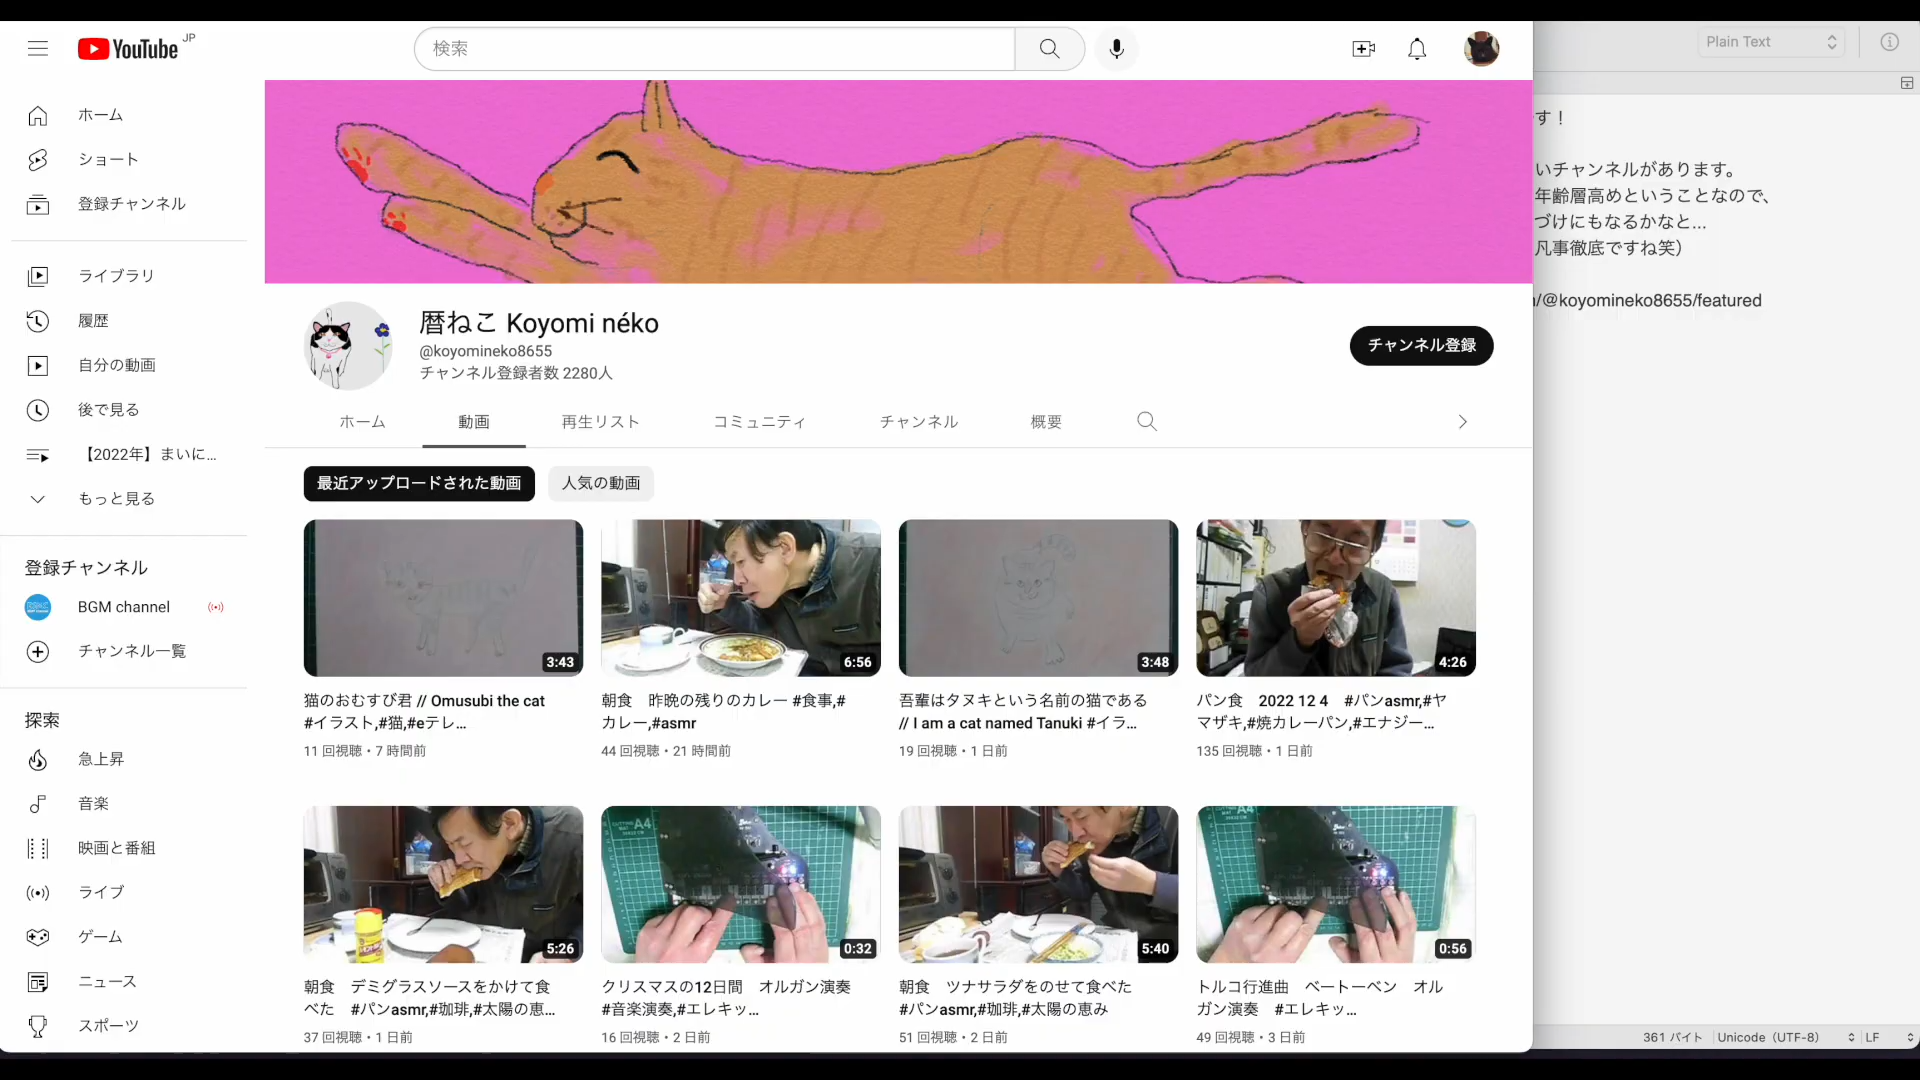 YouTube JP
検索
ホーム
ショート
登録チャンネル
ライブラリ
履歴
自分の動画
後で見る
【2022年】まいに...
もっと見る
登録チャンネル
BGM channel
チャンネル一覧
探索
急上昇
音楽
映画と番組
ライブ
ゲーム
ニュース
スポーツ
暦ねこ Koyomi néko
@koyomineko8655
チャンネル登録者数 2280人
チャンネル登録
ホーム
動画
再生リスト
コミュニティ
チャンネル
概要
最近アップロードされた動画
人気の動画
3:43
猫のおむすび君 // Omusubi the cat
#イラスト,#猫,#eテレ...
11 回視聴・7 時間前
6:56
朝食　昨晩の残りのカレー #食事,#
カレー,#asmr
44 回視聴・21 時間前
3:48
吾輩はタヌキという名前の猫である
// I am a cat named Tanuki #イラ...
19 回視聴・1 日前
4:26
パン食　2022 12 4　#パンasmr,#ヤ
マザキ,#焼カレーパン,#エナジー...
135 回視聴・1 日前
5:26
朝食　デミグラスソースをかけて食
べた　#パンasmr,#珈琲,#太陽の恵...
37 回視聴・1 日前
A4
0:32
クリスマスの12日間　オルガン演奏
#音楽演奏,#エレキッ...
16 回視聴・2 日前
5:40
朝食　ツナサラダをのせて食べた
#パンasmr,#珈琲,#太陽の恵み
51 回視聴・2 日前
A4
0:56
トルコ行進曲　ベートーベン　オル
ガン演奏　#エレキッ...
49 回視聴・3 日前
Plain Text
す！
いチャンネルがあります。
年齢層高めということなので、
づけにもなるかなと...
凡事徹底ですね笑）
/@koyomineko8655/featured
361 バイト
Unicode（UTF-8）
LF